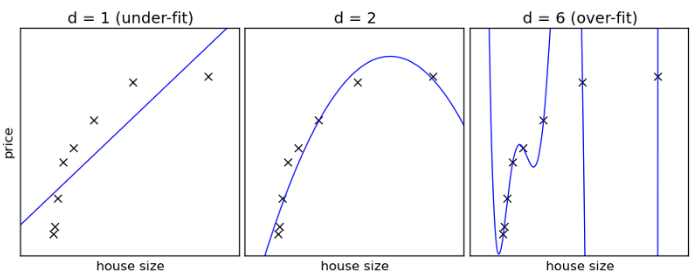 d = 1 (under-fit)
d = 2
d = 6 (over-fit)
price
house size
house size
house size